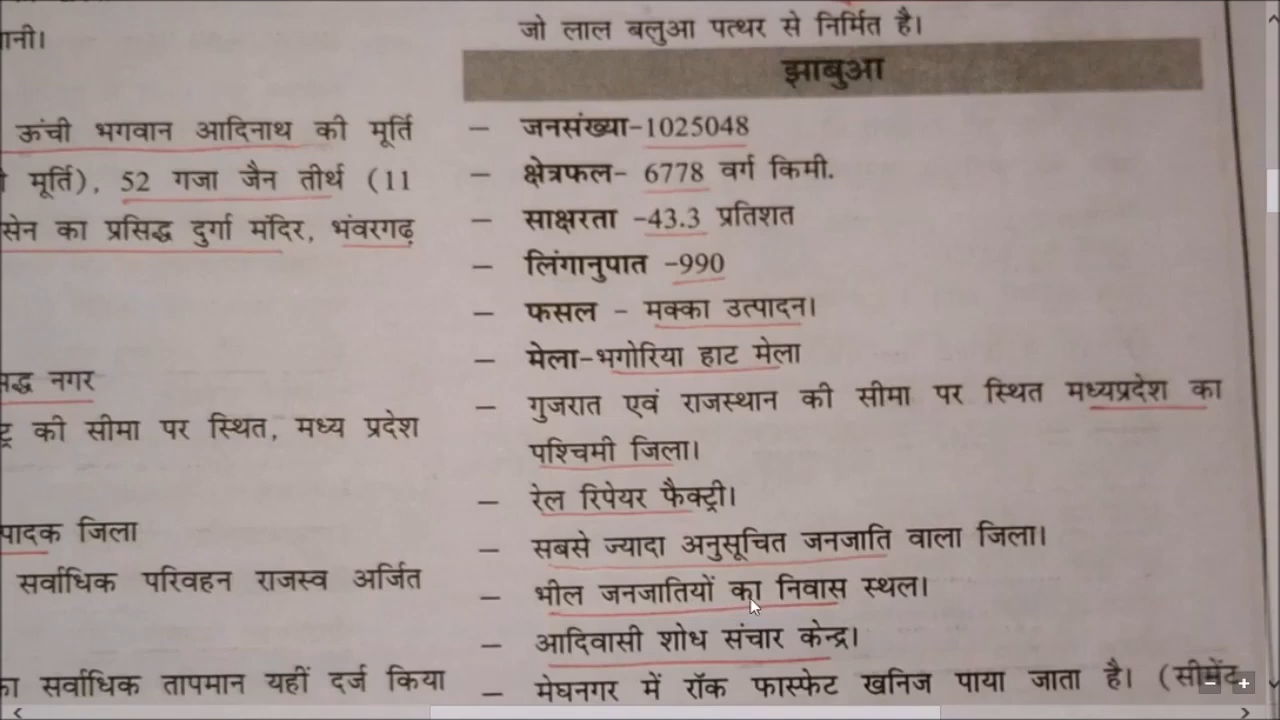 ानी।
ऊंची भगवान आदिनाथ की मूर्ति
मूर्ति), 52 गजा जैन तीर्थ (11
सेन का प्रसिद्ध दुर्गा मंदिर, भंवरगढ़
नगर
की सीमा पर स्थित, मध्य प्रदेश
जिला
सर्वाधिक परिवहन राजस्व अर्जित
सर्वाधिक तापमान यहीं दर्ज किया
जो लाल बलुआ पत्थर से निर्मित है।
झाबुआ
– जनसंख्या-1025048
– क्षेत्रफल- 6778 वर्ग किमी.
– साक्षरता -43.3 प्रतिशत
– लिंगानुपात -990
– फसल - मक्का उत्पादन।
– मेला-भगोरिया हाट मेला
– गुजरात एवं राजस्थान की सीमा पर स्थित मध्यप्रदेश का
पश्चिमी जिला।
– रेल रिपेयर फैक्ट्री।
– सबसे ज्यादा अनुसूचित जनजाति वाला जिला।
– भील जनजातियों का निवास स्थल।
– आदिवासी शोध संचार केन्द्र।
– मेघनगर में रॉक फास्फेट खनिज पाया जाता है। (सीमेंट